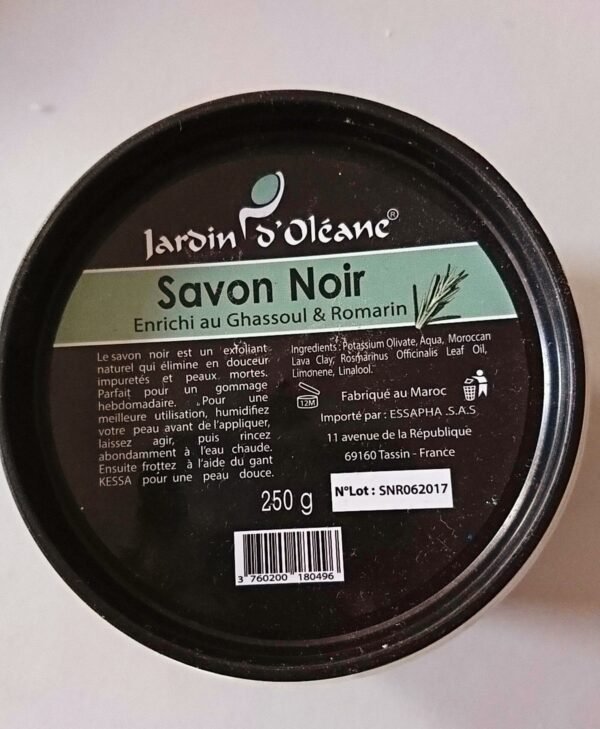 Jardin d'Oléane®
Savon Noir
Enrichi au Ghassoul & Romarin
Le savon noir est un exfoliant
naturel qui élimine en douceur
impuretés et peaux mortes.
Parfait pour un gommage
hebdomadaire. Pour une
meilleure utilisation, humidifiez
votre peau avant de l'appliquer,
laissez agir, puis rincez
abondamment à l'eau chaude.
Ensuite frottez à l'aide du gant
KESSA pour une peau douce.
Ingredients: Potassium Olivate, Aqua, Moroccan
Lava Clay, Rosmarinus Officinalis Leaf Oil,
Limonene, Linalool.
12M
Fabriqué au Maroc
Importé par : ESSAPHA .S.A.S
11 avenue de la République
69160 Tassin - France
250 g
N°Lot : SNR062017
3 760200 180496